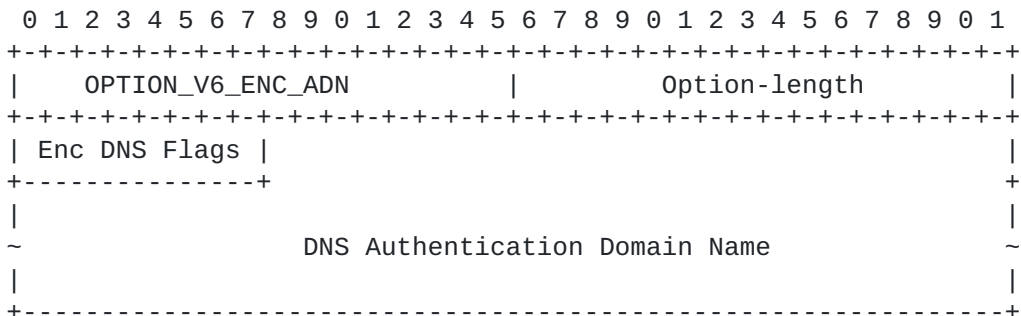 0 1 2 3 4 5 6 7 8 9 0 1 2 3 4 5 6 7 8 9 0 1 2 3 4 5 6 7 8 9 0 1
+-+-+-+-+-+-+-+-+-+-+-+-+-+-+-+-+-+-+-+-+-+-+-+-+-+-+-+-+-+-+-+-+
|    OPTION_V6_ENC_ADN          |         Option-length         |
+-+-+-+-+-+-+-+-+-+-+-+-+-+-+-+-+-+-+-+-+-+-+-+-+-+-+-+-+-+-+-+-+
| Enc DNS Flags |                                               |
+---------------+                                               +
|                                                               |
~                  DNS Authentication Domain Name               ~
|                                                               |
+---------------------------------------------------------------+